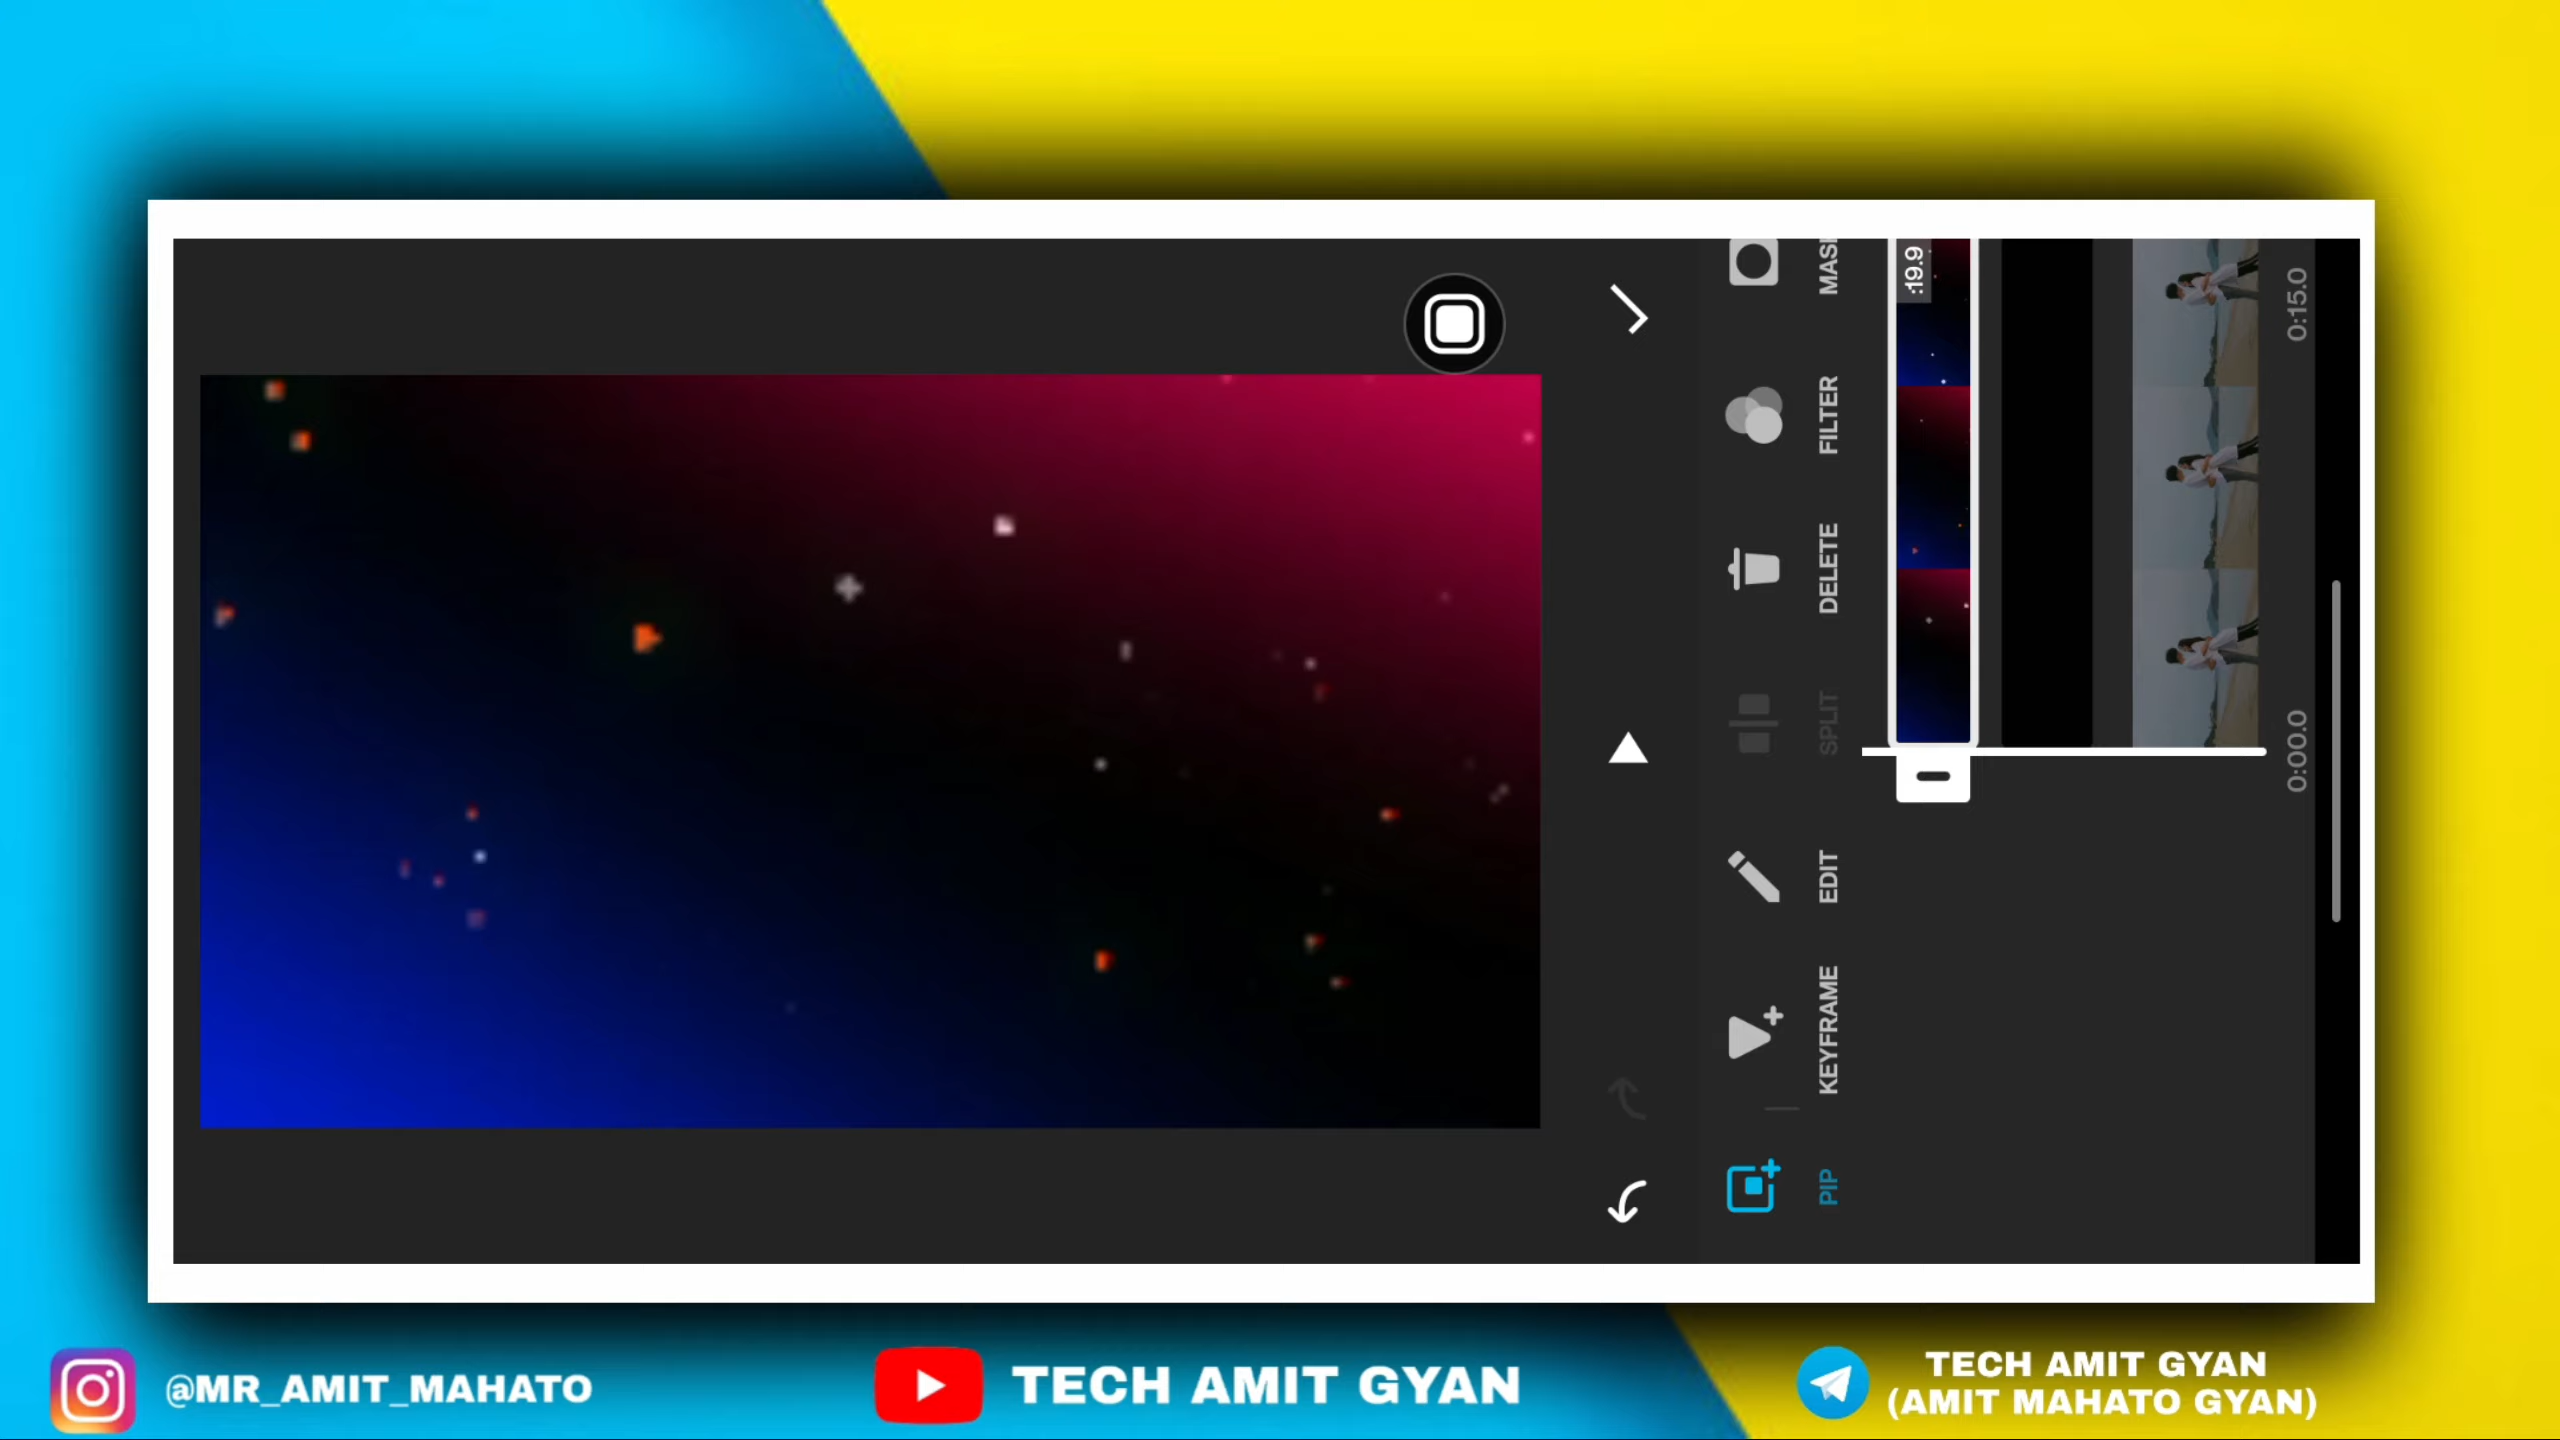 :19.9
MAS
FILTER
DELETE
SPLIT
EDIT
KEYFRAME
PIP
0:15.0
0:00.0
@MR_AMIT_MAHATO
TECH AMIT GYAN
TECH AMIT GYAN
(AMIT MAHATO GYAN)